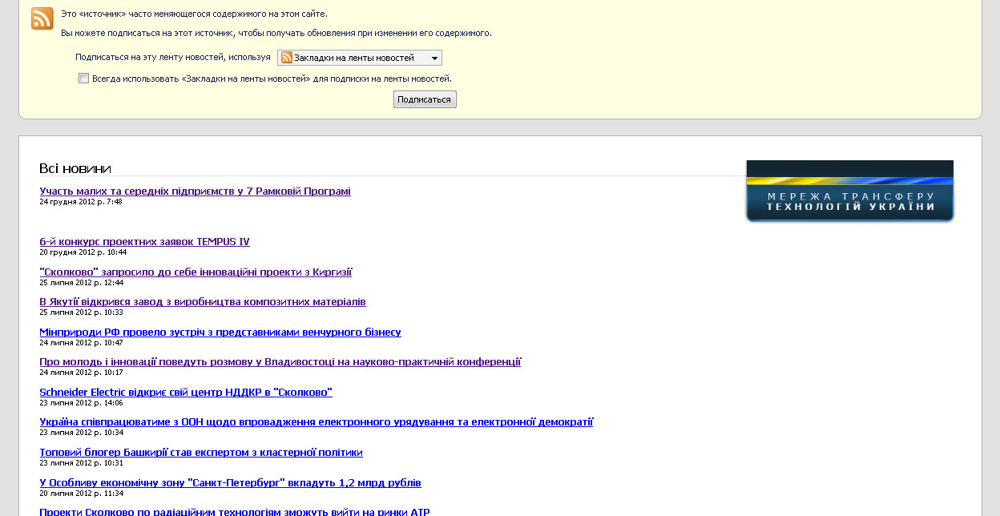 Это «источник» часто меняющегося содержимого на этом сайте.
Вы можете подписаться на этот источник, чтобы получать обновления при изменении его содержимого.
Подписаться на эту ленту новостей, используя Закладки на ленты новостей
Всегда использовать «Закладки на ленты новостей» для подписки на ленты новостей.
Подписаться
Всі новини
МЕРЕЖА ТРАНСФЕРУ
ТЕХНОЛОГІЙ УКРАЇНИ
Участь малих та середніх підприємств у 7 Рамковій Програмі
24 грудня 2012 р. 7:48
6-й конкурс проектних заявок TEMPUS IV
20 грудня 2012 р. 10:44
"Сколково" запросило до себе інноваційні проекти з Киргизії
25 липня 2012 р. 12:44
В Якутії відкрився завод з виробництва композитних матеріалів
25 липня 2012 р. 10:33
Мінприроди РФ провело зустріч з представниками венчурного бізнесу
24 липня 2012 р. 10:47
Про молодь і інновації поведуть розмову у Владивостоці на науково-практичній конференції
24 липня 2012 р. 10:17
Schneider Electric відкриє свій центр НДДКР в "Сколково"
23 липня 2012 р. 14:06
Україна співпрацюватиме з ООН щодо впровадження електронного урядування та електронної демократії
23 липня 2012 р. 10:34
Топовий блогер Башкирії став експертом з кластерної політики
23 липня 2012 р. 10:31
У Особливу економічну зону "Санкт-Петербург" вкладуть 1,2 млрд рублів
20 липня 2012 р. 11:34
Проекти Сколково по радіаційним технологіям зможуть вийти на ринки АТР